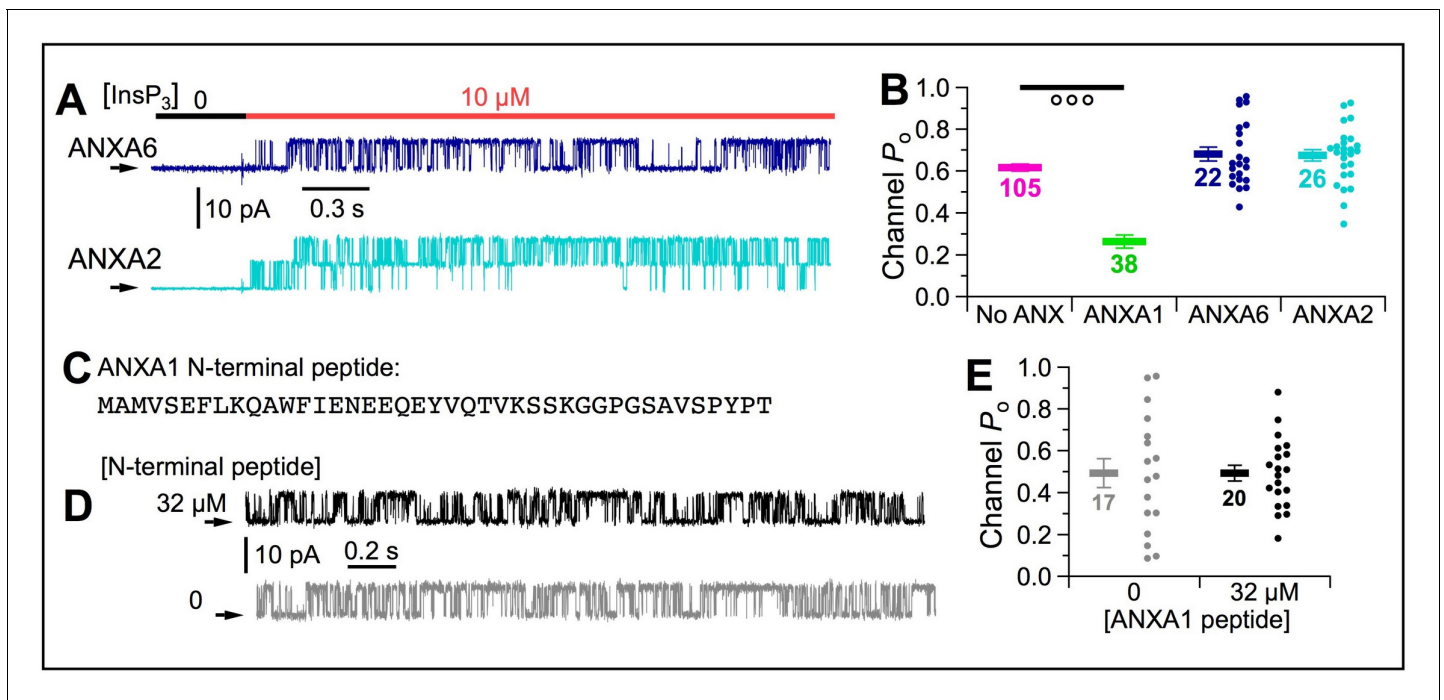 A
[InsP3] 0
10 µM
ANXA6
10 pA
0.3 s
ANXA2
B
Channel Po
1.0
0.8
0.6
0.4
0.2
0.0
105
38
22
26
No ANX
ANXA1
ANXA6
ANXA2
C ANXA1 N-terminal peptide:
MAMVSEFLKQAWFIENEEQEYVQTVKSSKGGPGSAVSPYPT
[N-terminal peptide]
D
32 µM
10 pA
0.2 s
0
E
Channel Po
1.0
0.8
0.6
0.4
0.2
0.0
17
20
0
32 µM
[ANXA1 peptide]